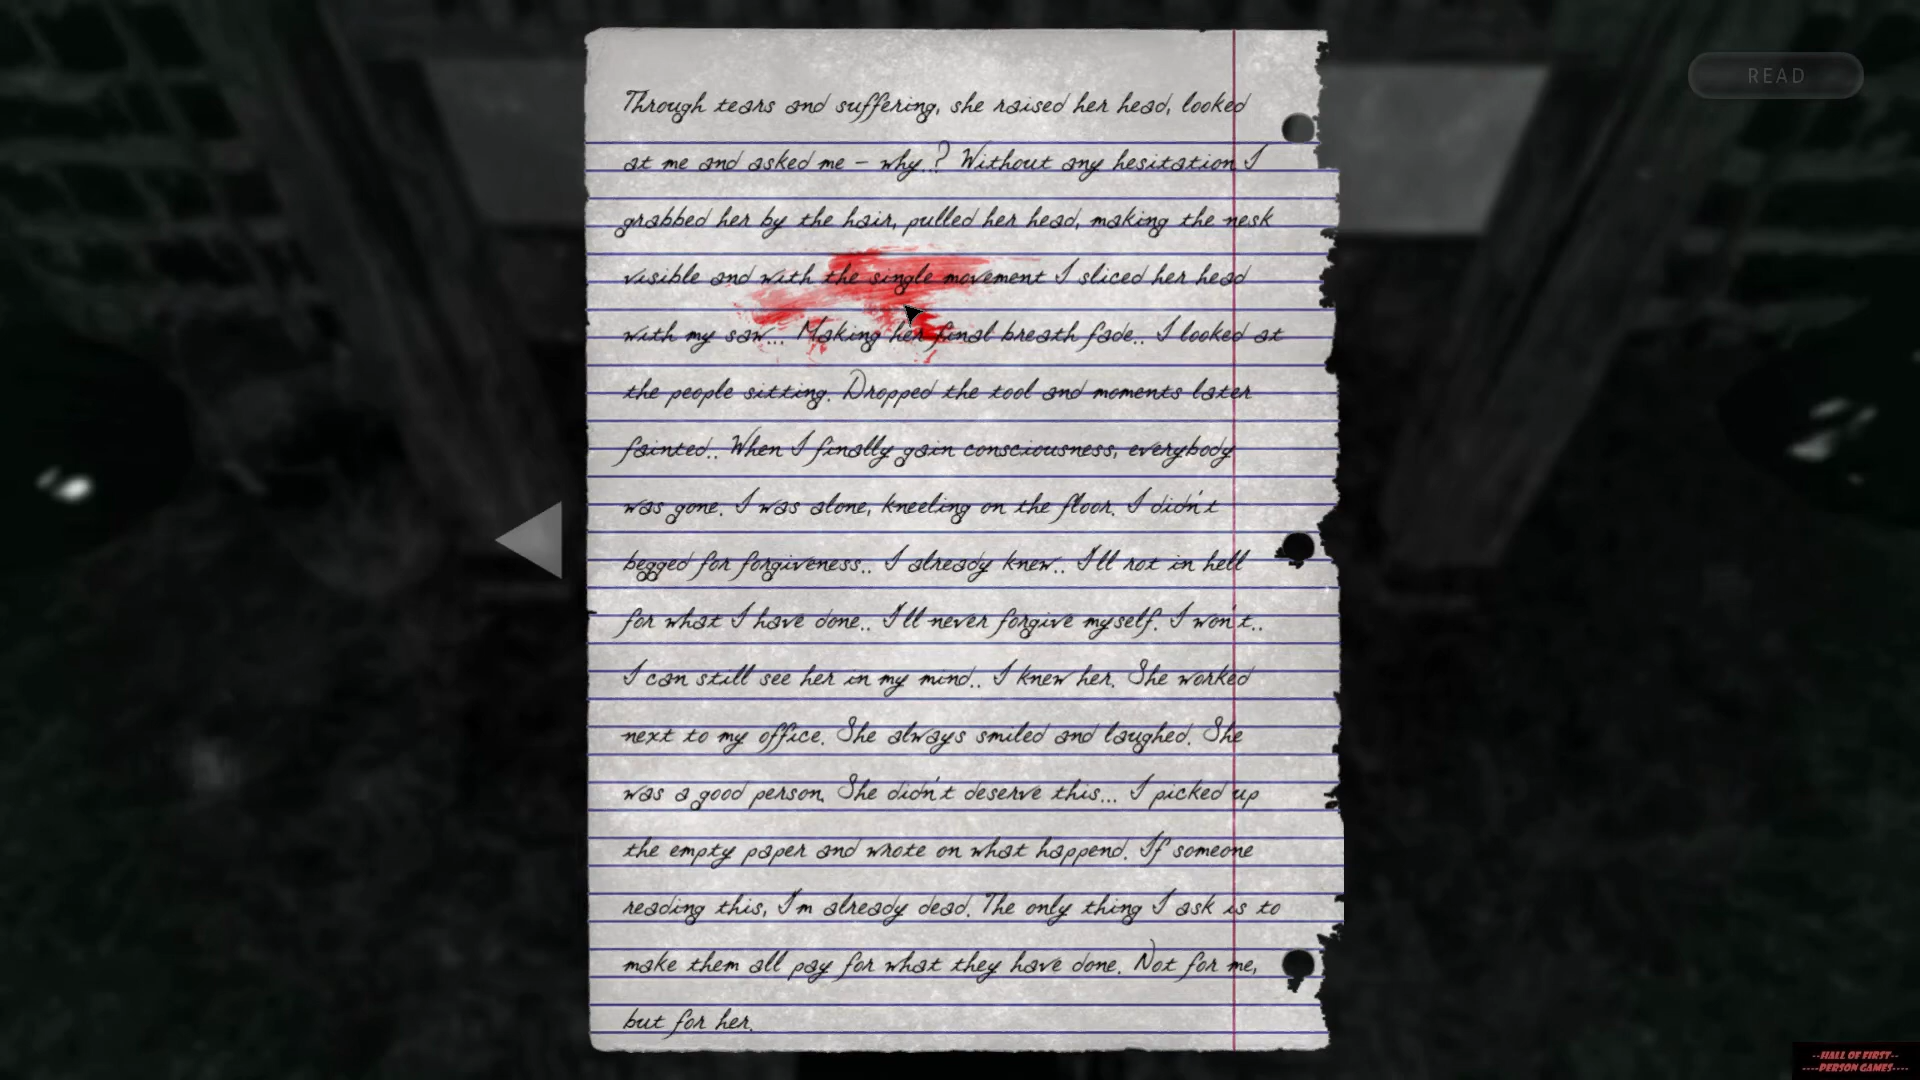 READ
Through tears and suffering, she raised her head, looked
at me and asked me - why..? Without any hesitation I
grabbed her by the hair, pulled her head, making the nesk
visible and with the single movement I sliced her head
with my saw... Making her final breath fade.. I looked at
the people sitting. Dropped the tool and moments later
fainted.. When I finally gain consciousness, everybody
was gone. I was alone, kneeling on the floor. I didn't
begged for forgiveness.. I already knew.. I'll rot in hell
for what I have done.. I'll never forgive myself. I won't..
I can still see her in my mind.. I knew her. She worked
next to my office. She always smiled and laughed. She
was a good person. She didn't deserve this... I picked up
the empty paper and wrote on what happend. If someone
reading this, I'm already dead. The only thing I ask is to
make them all pay for what they have done. Not for me,
but for her.
--HALL OF FIRST--
----PERSON GAMES----